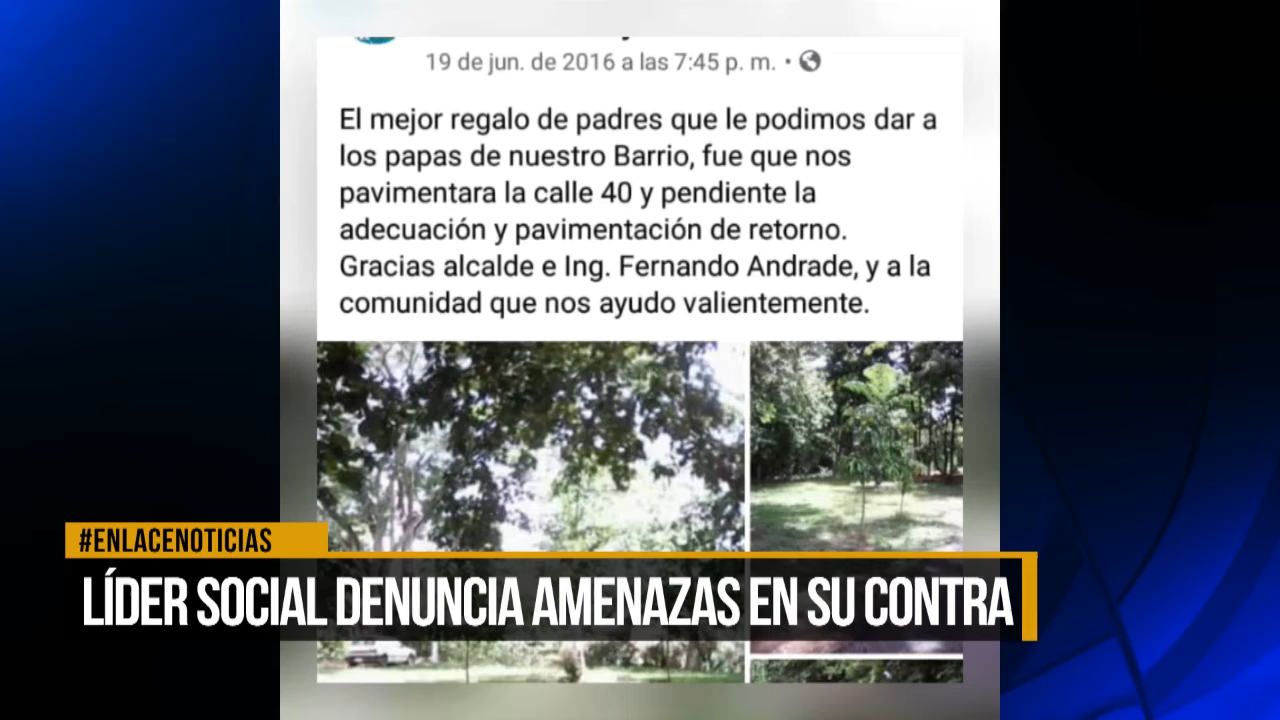 19 de jun. de 2016 a las 7:45 p. m. •
El mejor regalo de padres que le podimos dar a
los papas de nuestro Barrio, fue que nos
pavimentara la calle 40 y pendiente la
adecuación y pavimentación de retorno.
Gracias alcalde e Ing. Fernando Andrade, y a la
comunidad que nos ayudo valientemente.
#ENLACENOTICIAS
LÍDER SOCIAL DENUNCIA AMENAZAS EN SU CONTRA